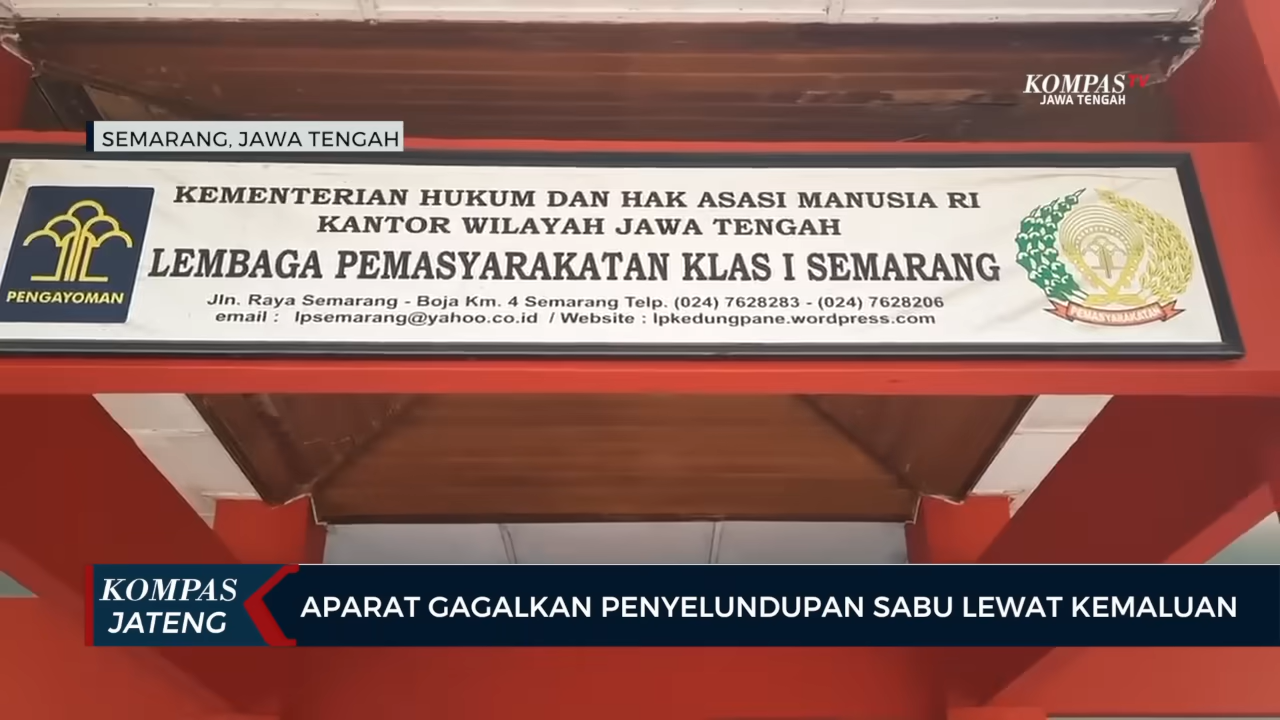 KOMPAS TV
JAWA TENGAH
SEMARANG, JAWA TENGAH
KEMENTERIAN HUKUM DAN HAK ASASI MANUSIA RI
KANTOR WILAYAH JAWA TENGAH
LEMBAGA PEMASYARAKATAN KLAS I SEMARANG
Jln. Raya Semarang - Boja Km. 4 Semarang Telp. (024) 7628283 - (024) 7628206
email : lpsemarang@yahoo.co.id / Website : lpkedungpane.wordpress.com
PENGAYOMAN
PEMASYARAKATAN
KOMPAS
JATENG
APARAT GAGALKAN PENYELUNDUPAN SABU LEWAT KEMALUAN